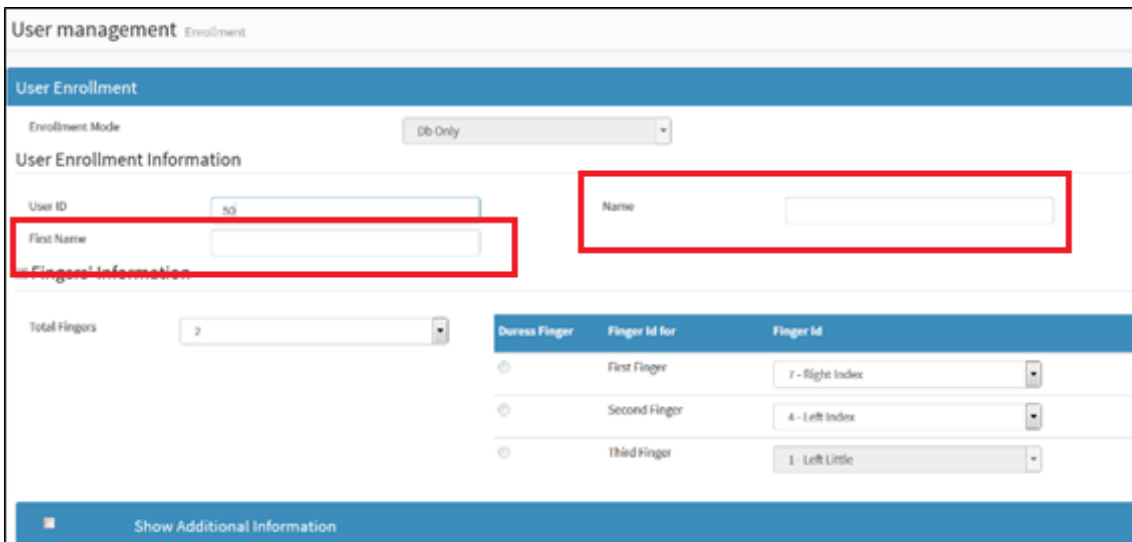 User management Enrollment
User Enrollment
Enrollment Mode Db Only
User Enrollment Information
User ID 50 Name
First Name
Fingers' Information
Total Fingers 2
Duress Finger Finger Id for Finger Id
First Finger 7 - Right Index
Second Finger 4 - Left Index
Third Finger 1 - Left Little
Show Additional Information